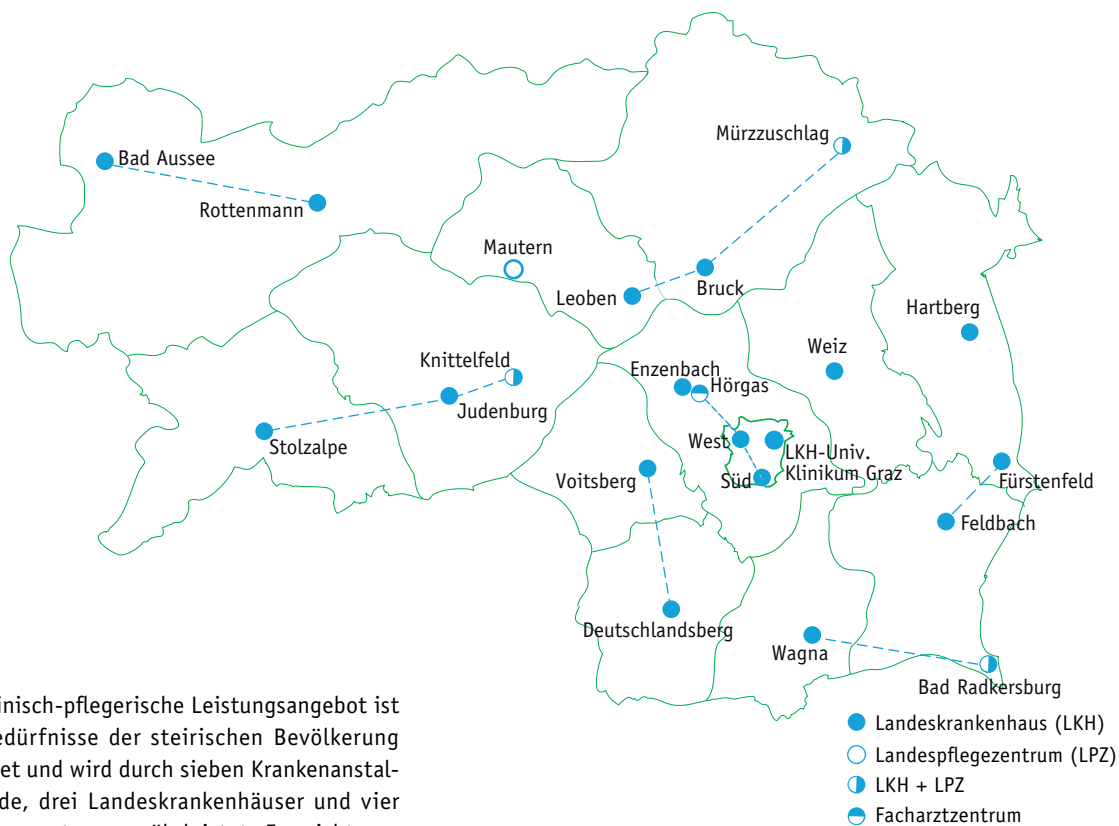 Mürzzuschlag
Bad Aussee
Rottenmann
Mautern
Leoben
Bruck
Hartberg
Weiz
Knittelfeld
Enzenbach
Hörgas
Judenburg
Stolzalpe
West
LKH-Univ.
Klinikum Graz
Voitsberg
Süd
Fürstenfeld
Feldbach
Deutschlandsberg
Wagna
Bad Radkersburg
inisch-pflegerische Leistungsangebot ist
edürfnisse der steirischen Bevölkerung
et und wird durch sieben Krankenanstal-
de, drei Landeskrankenhäuser und vier
Landeskrankenhaus (LKH)
Landespflegezentrum (LPZ)
LKH + LPZ
Facharztzentrum